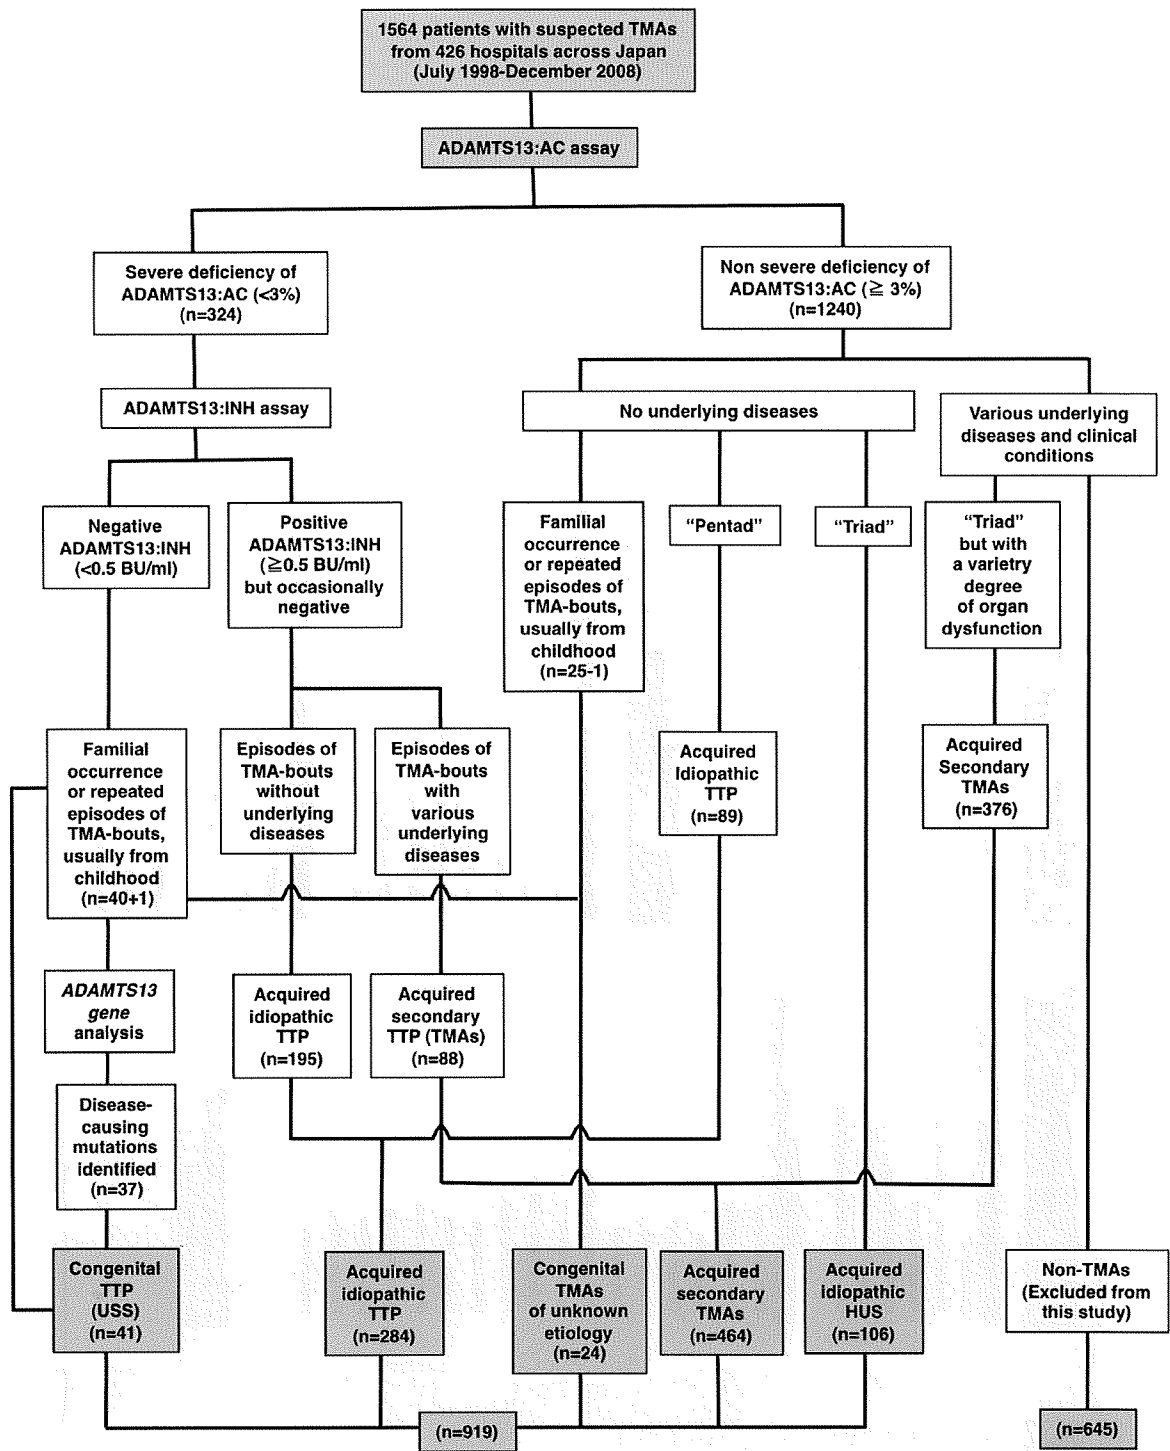 1564 patients with suspected TMAs
from 426 hospitals across Japan
(July 1998-December 2008)
ADAMTS13:AC assay
Severe deficiency of
ADAMTS13:AC (<3%)
(n=324)
Non severe deficiency of
ADAMTS13:AC (≧ 3%)
(n=1240)
ADAMTS13:INH assay
No underlying diseases
Various underlying
diseases and clinical
conditions
Negative
ADAMTS13:INH
(<0.5 BU/ml)
Positive
ADAMTS13:INH
(≧0.5 BU/ml)
but occasionally
negative
Familial
occurrence
or repeated
episodes of
TMA-bouts,
usually from
childhood
(n=25-1)
“Pentad”
“Triad”
“Triad”
but with
a varietry
degree
of organ
dysfunction
Familial
occurrence
or repeated
episodes of
TMA-bouts,
usually from
childhood
(n=40+1)
Episodes of
TMA-bouts
without
underlying
diseases
Episodes of
TMA-bouts
with
various
underlying
diseases
Acquired
Idiopathic
TTP
(n=89)
Acquired
Secondary
TMAs
(n=376)
ADAMTS13
gene
analysis
Acquired
idiopathic
TTP
(n=195)
Acquired
secondary
TTP (TMAs)
(n=88)
Disease-
causing
mutations
identified
(n=37)
Congenital
TTP
(USS)
(n=41)
Acquired
idiopathic
TTP
(n=284)
Congenital
TMAs
of unknown
etiology
(n=24)
Acquired
secondary
TMAs
(n=464)
Acquired
idiopathic
HUS
(n=106)
Non-TMAs
(Excluded from
this study)
(n=919)
(n=645)